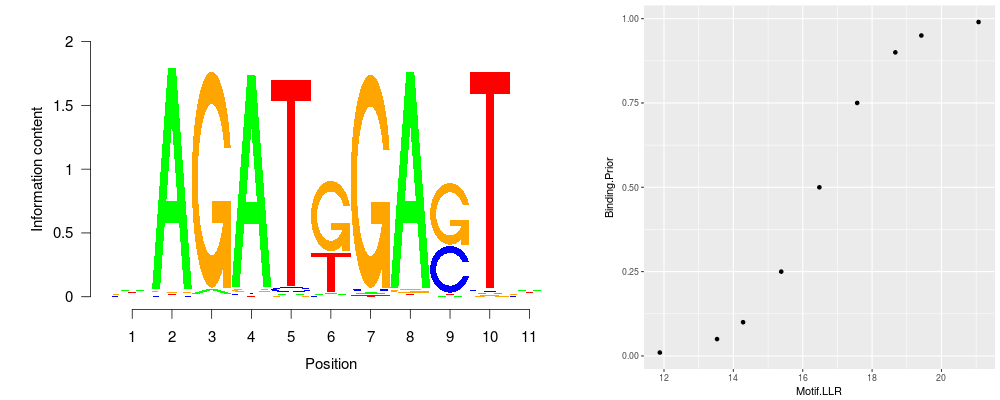 2
1.5
1
0.5
0
Information content
AGATGGAGT
TC
1 2 3 4 5 6 7 8 9 10 11
Position
1.00
0.75
0.50
0.25
0.00
Binding.Prior
12 14 16 18 20
Motif.LLR